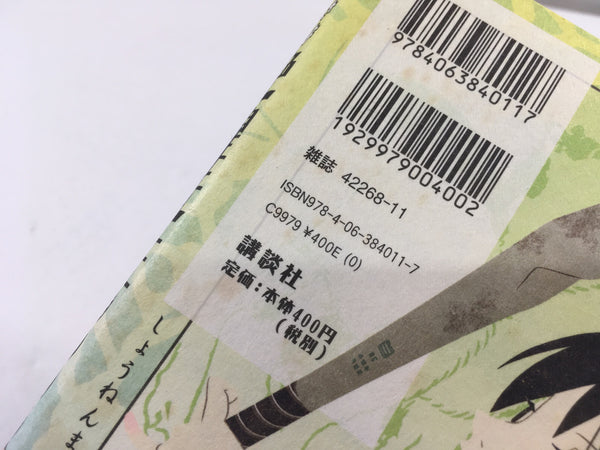 9784063840117
1929979004002
雑誌 42268-11
ISBN978-4-06-384011-7
C9979 ¥400E (0)
講談社
定価：本体400円
（税別）
しょうねんま